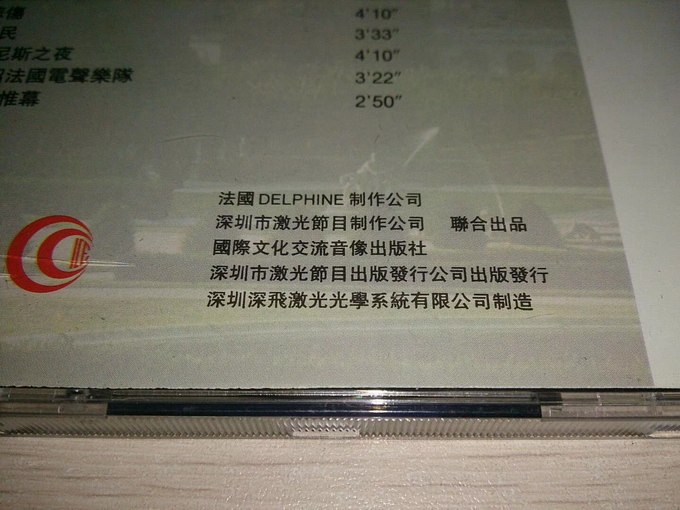 傷 4'10"
民 3'33"
尼斯之夜 4'10"
法國電聲樂隊 3'22"
惟幕 2'50"
法國 DELPHINE 制作公司
深圳市激光節目制作公司 聯合出品
國際文化交流音像出版社
深圳市激光節目出版發行公司出版發行
深圳深飛激光光學系統有限公司制造